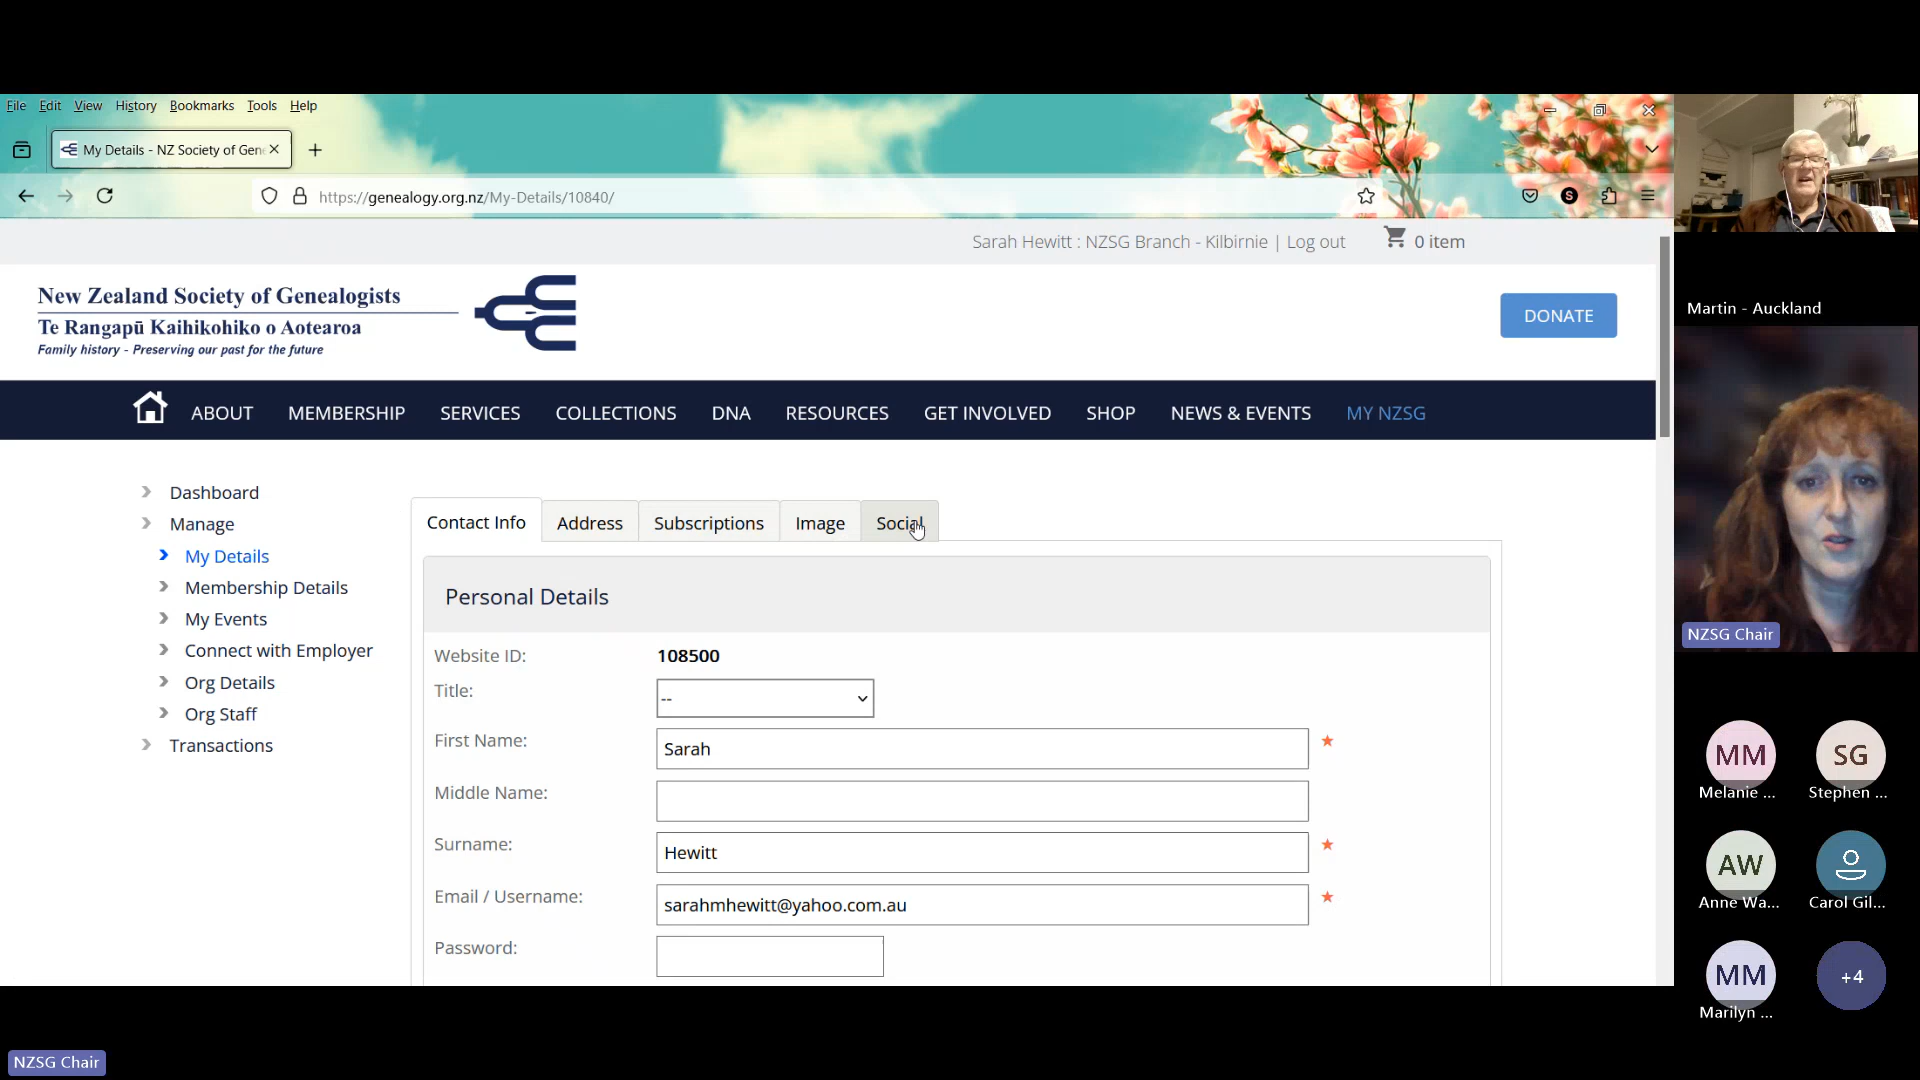 File Edit View History Bookmarks Tools Help
My Details - NZ Society of Gene
https://genealogy.org.nz/My-Details/10840/
S
Sarah Hewitt : NZSG Branch - Kilbirnie | Log out
0 item
New Zealand Society of Genealogists
Te Rangapū Kaihikohiko o Aotearoa
Family history - Preserving our past for the future
DONATE
ABOUT MEMBERSHIP SERVICES COLLECTIONS DNA RESOURCES GET INVOLVED SHOP NEWS & EVENTS MY NZSG
Dashboard
Manage
My Details
Membership Details
My Events
Connect with Employer
Org Details
Org Staff
Transactions
Contact Info Address Subscriptions Image Social
Personal Details
Website ID: 108500
Title: --
First Name: Sarah
Middle Name:
Surname: Hewitt
Email / Username: sarahmhewitt@yahoo.com.au
Password:
Martin - Auckland
NZSG Chair
MM SG
Melanie ... Stephen ...
AW
Anne Wa... Carol Gil...
MM +4
Marilyn ...
NZSG Chair